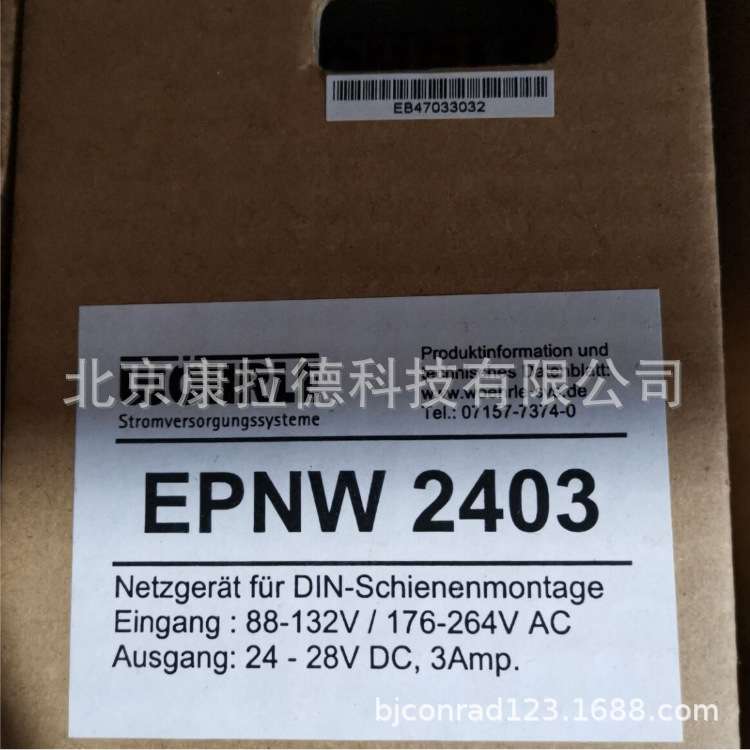 EB47033032
Produktinformation und
technisches Datenblatt:
Tel.: 07157-7374-0
北京康拉德科技有限公司
Stromversorgungssysteme
EPNW 2403
Netzgerät für DIN-Schienenmontage
Eingang : 88-132V / 176-264V AC
Ausgang: 24 - 28V DC, 3Amp.
bjconrad123.1688.com